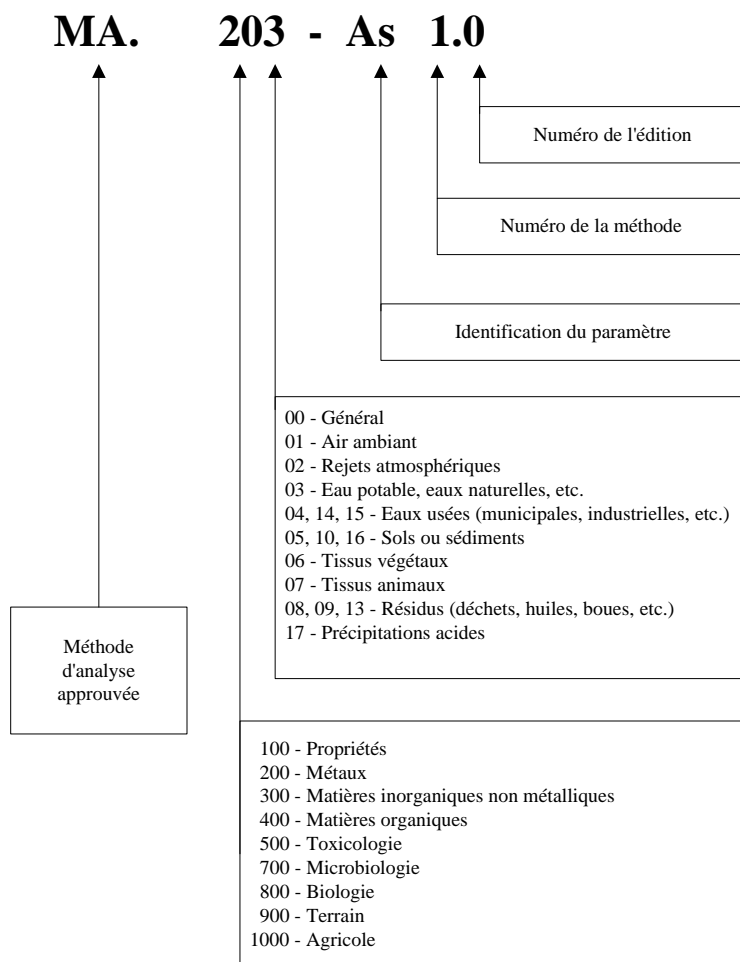 MA. 203 - As 1.0
Numéro de l'édition
Numéro de la méthode
Identification du paramètre
00 - Général
01 - Air ambiant
02 - Rejets atmosphériques
03 - Eau potable, eaux naturelles, etc.
04, 14, 15 - Eaux usées (municipales, industrielles, etc.)
05, 10, 16 - Sols ou sédiments
06 - Tissus végétaux
07 - Tissus animaux
08, 09, 13 - Résidus (déchets, huiles, boues, etc.)
17 - Précipitations acides
Méthode
d'analyse
approuvée
100 - Propriétés
200 - Métaux
300 - Matières inorganiques non métalliques
400 - Matières organiques
500 - Toxicologie
700 - Microbiologie
800 - Biologie
900 - Terrain
1000 - Agricole